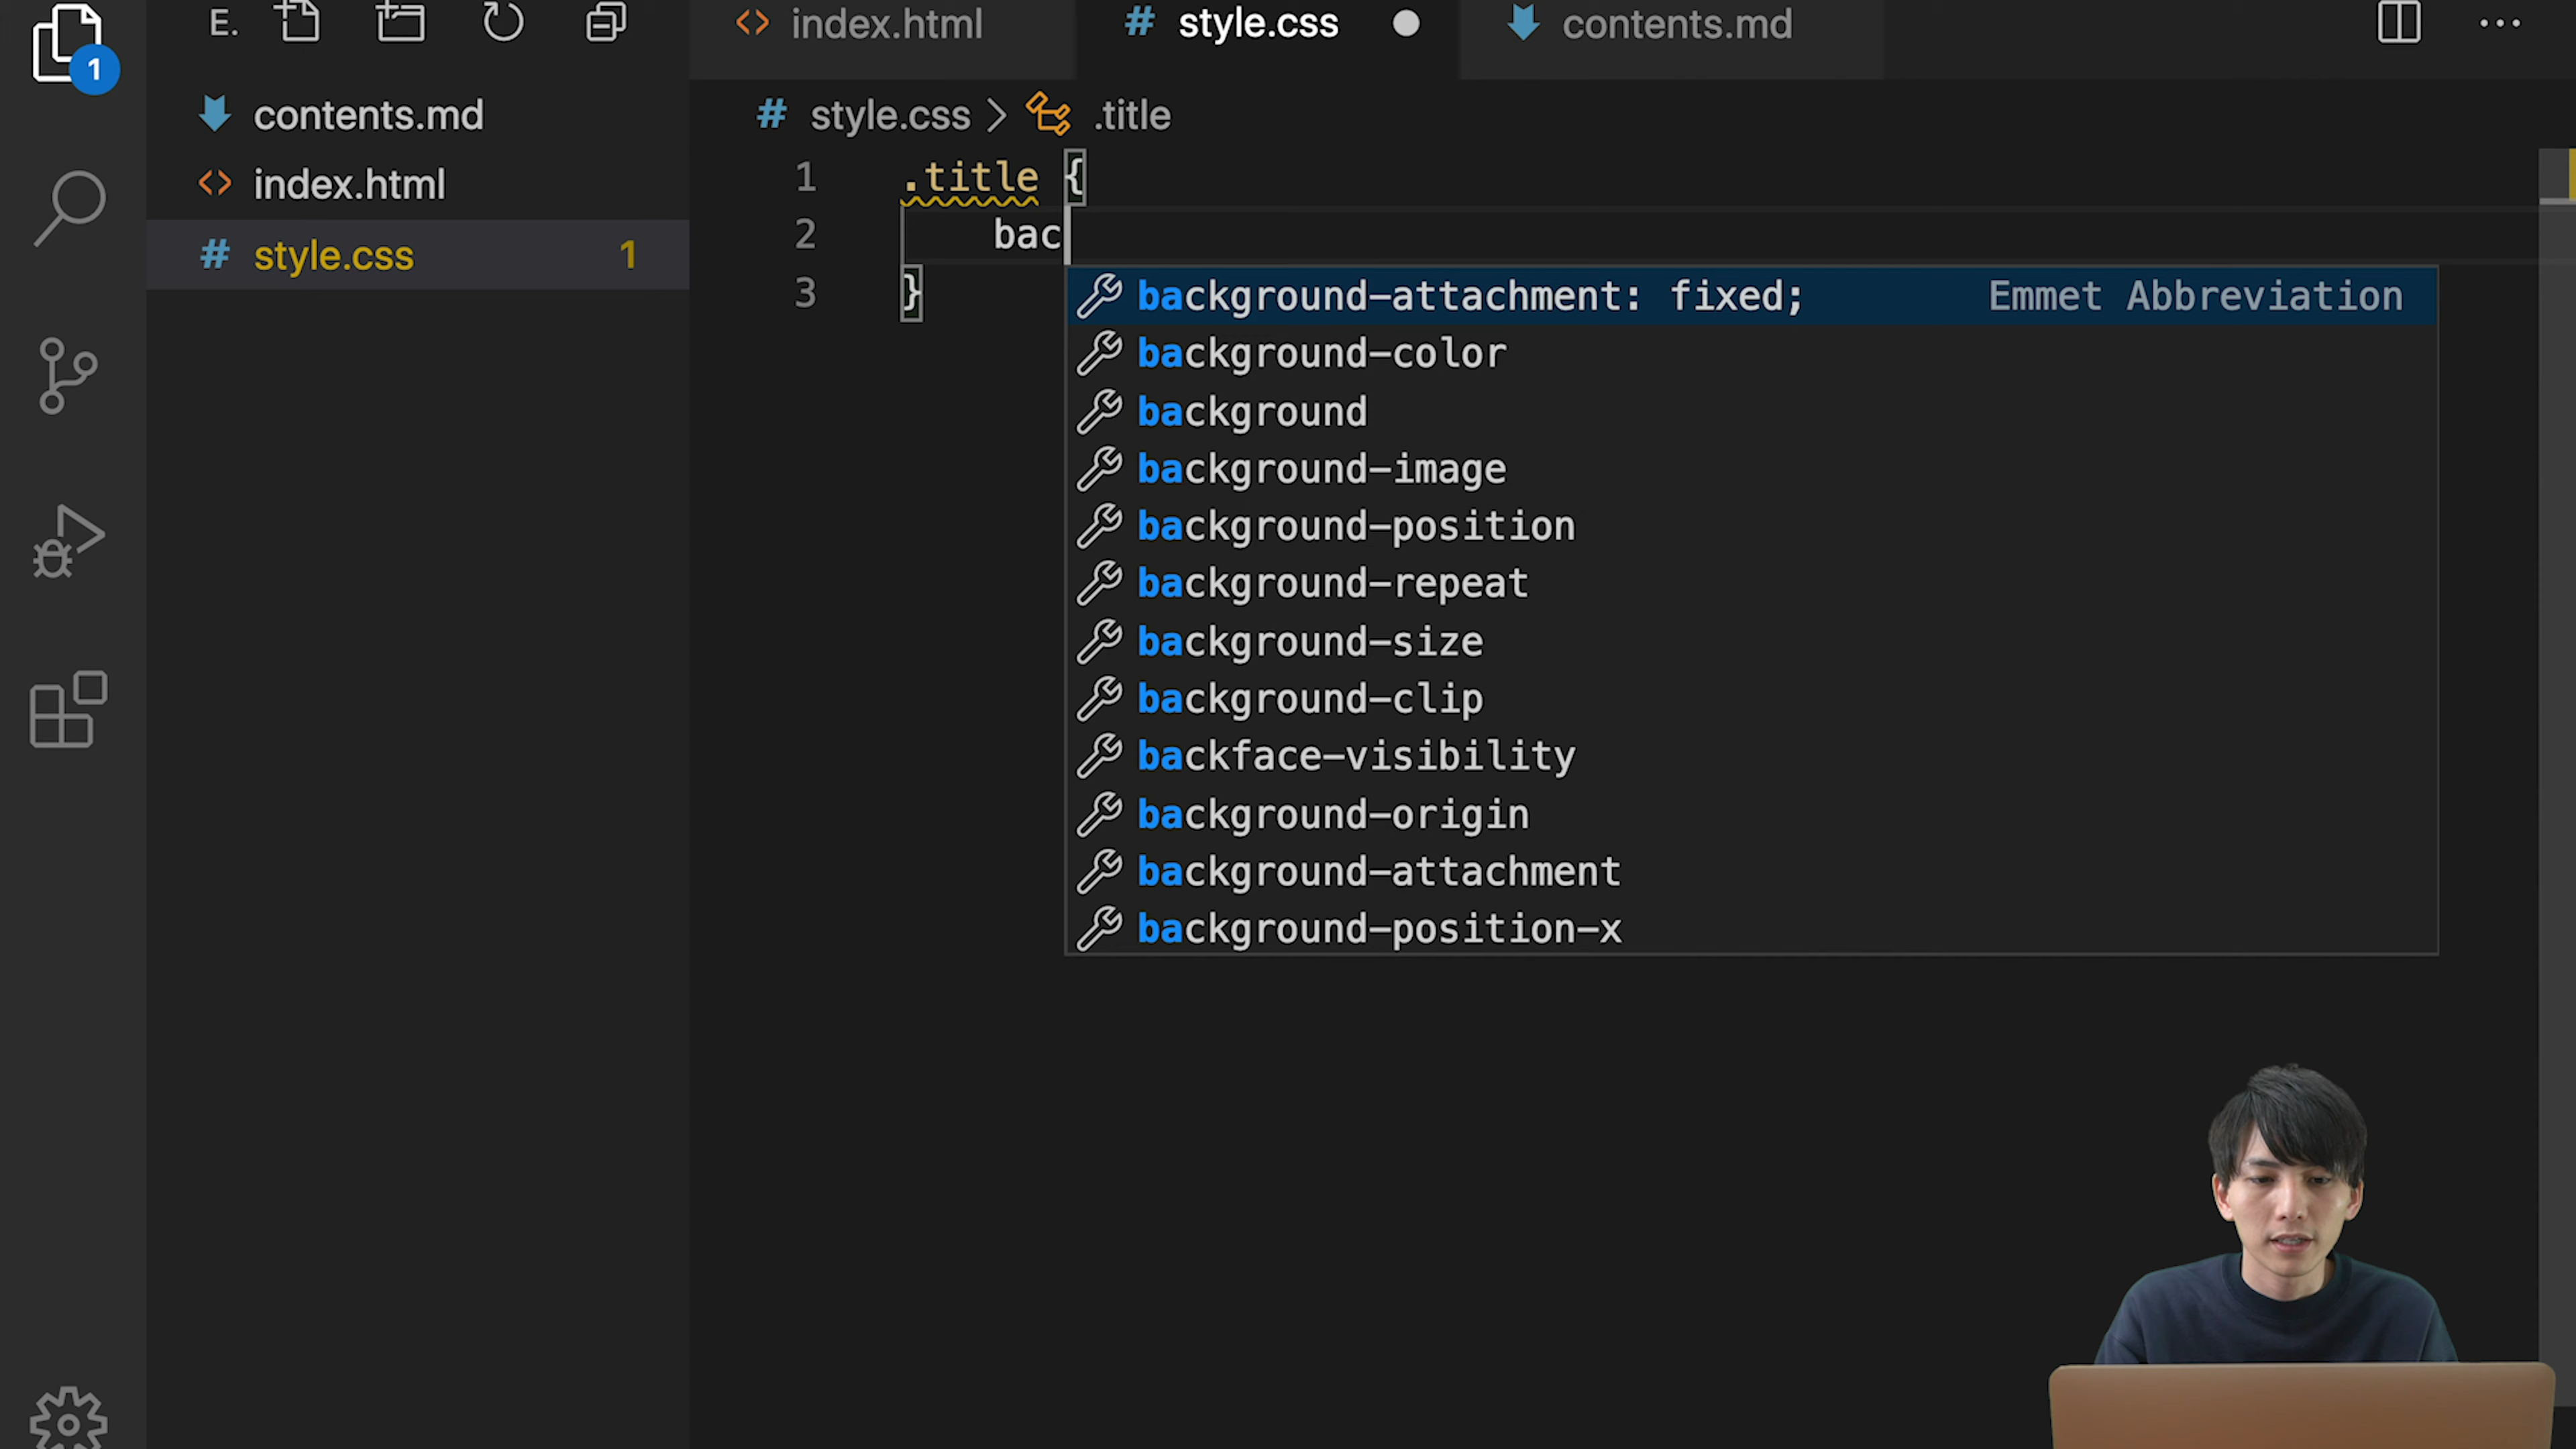 E.
index.html
style.css
contents.md
1
contents.md
index.html
style.css 1
style.css > .title
1 .title {
2 bac
3 }
background-attachment: fixed; Emmet Abbreviation
background-color
background
background-image
background-position
background-repeat
background-size
background-clip
backface-visibility
background-origin
background-attachment
background-position-x